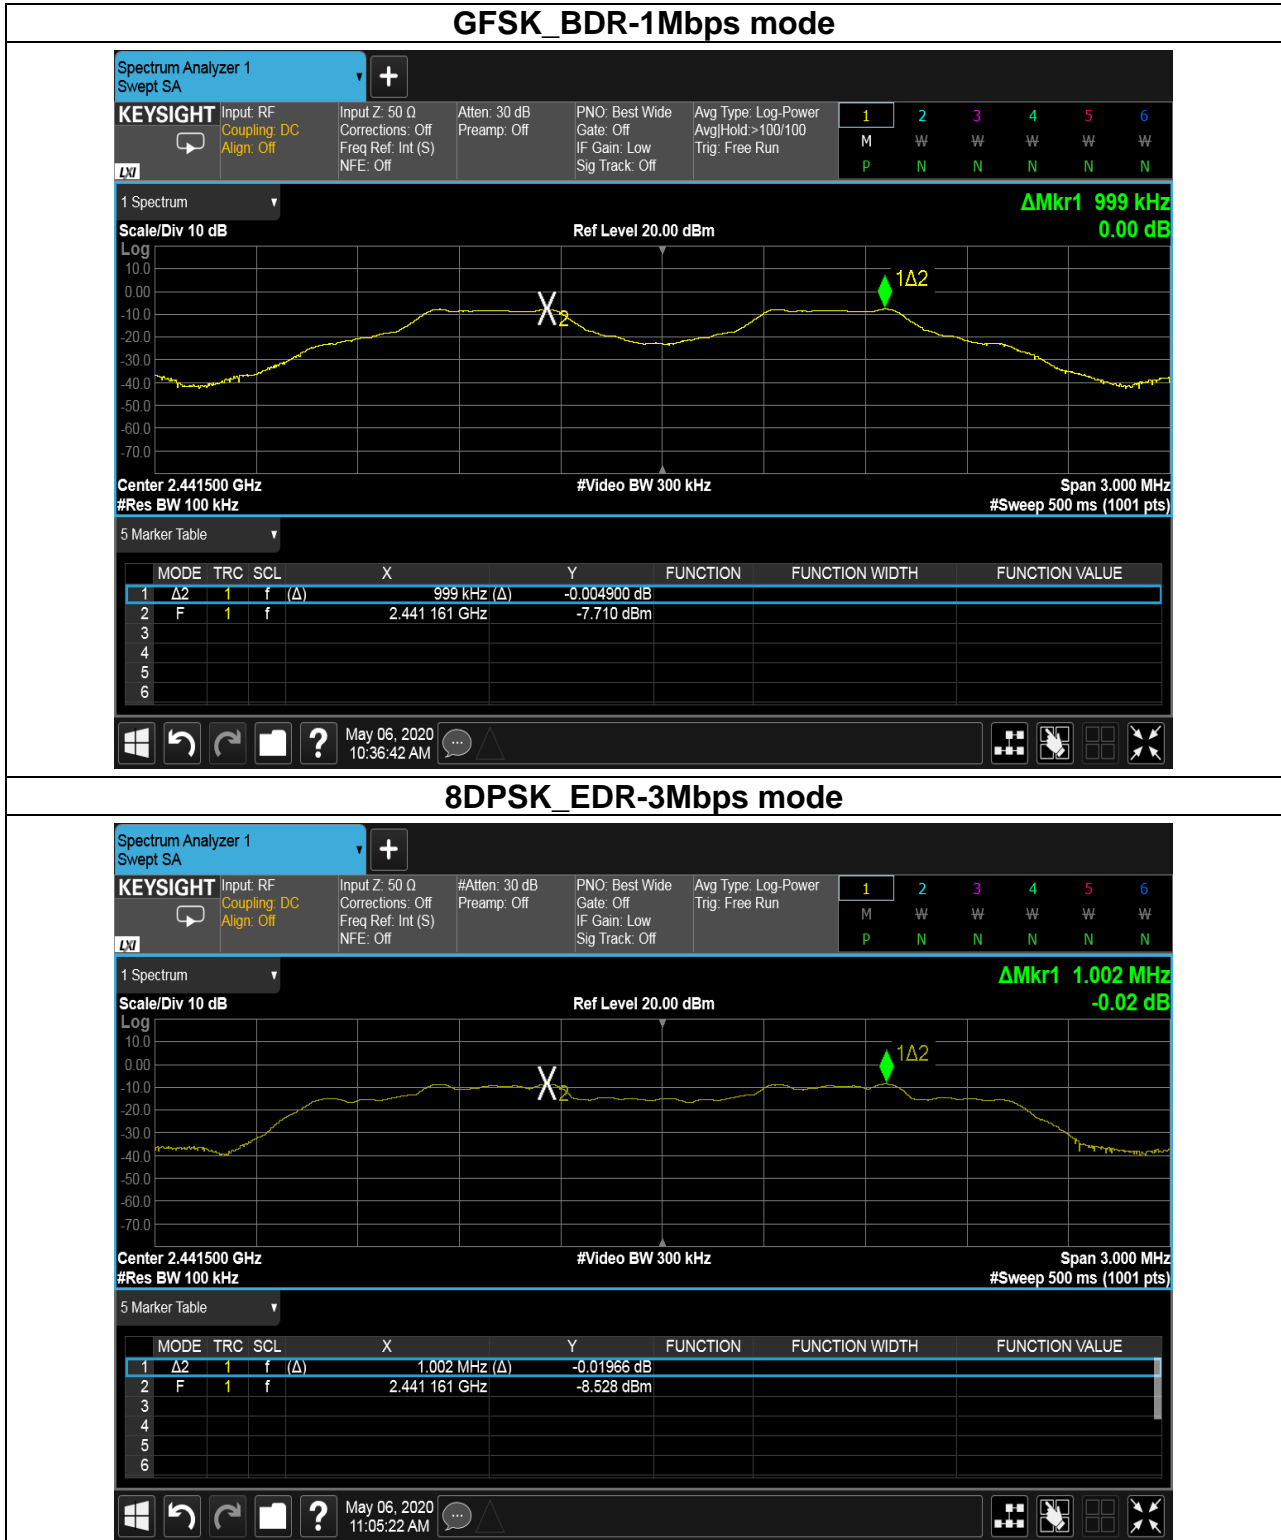 GFSK_BDR-1Mbps mode
Spectrum Analyzer 1
Swept SA
+
KEYSIGHT
LXI
Input: RF
Coupling: DC
Align: Off
Input Z: 50 Ω
Corrections: Off
Freq Ref: Int (S)
NFE: Off
Atten: 30 dB
Preamp: Off
PNO: Best Wide
Gate: Off
IF Gain: Low
Sig Track: Off
Avg Type: Log-Power
Avg|Hold:>100/100
Trig: Free Run
1 2 3 4 5 6
M W W W W W
P N N N N N
1 Spectrum
ΔMkr1 999 kHz
Scale/Div 10 dB
Ref Level 20.00 dBm
0.00 dB
Log
10.0
0.00
-10.0
-20.0
-30.0
-40.0
-50.0
-60.0
-70.0
X2
1Δ2
Center 2.441500 GHz
#Video BW 300 kHz
Span 3.000 MHz
#Res BW 100 kHz
#Sweep 500 ms (1001 pts)
5 Marker Table
MODE TRC SCL X Y FUNCTION FUNCTION WIDTH FUNCTION VALUE
1 Δ2 1 f (Δ) 999 kHz (Δ) -0.004900 dB
2 F 1 f 2.441 161 GHz -7.710 dBm
3
4
5
6
?
May 06, 2020
10:36:42 AM
8DPSK_EDR-3Mbps mode
Spectrum Analyzer 1
Swept SA
+
KEYSIGHT
LXI
Input: RF
Coupling: DC
Align: Off
Input Z: 50 Ω
Corrections: Off
Freq Ref: Int (S)
NFE: Off
#Atten: 30 dB
Preamp: Off
PNO: Best Wide
Gate: Off
IF Gain: Low
Sig Track: Off
Avg Type: Log-Power
Trig: Free Run
1 2 3 4 5 6
M W W W W W
P N N N N N
1 Spectrum
ΔMkr1 1.002 MHz
Scale/Div 10 dB
Ref Level 20.00 dBm
-0.02 dB
Log
10.0
0.00
-10.0
-20.0
-30.0
-40.0
-50.0
-60.0
-70.0
X2
1Δ2
Center 2.441500 GHz
#Video BW 300 kHz
Span 3.000 MHz
#Res BW 100 kHz
#Sweep 500 ms (1001 pts)
5 Marker Table
MODE TRC SCL X Y FUNCTION FUNCTION WIDTH FUNCTION VALUE
1 Δ2 1 f (Δ) 1.002 MHz (Δ) -0.01966 dB
2 F 1 f 2.441 161 GHz -8.528 dBm
3
4
5
6
?
May 06, 2020
11:05:22 AM